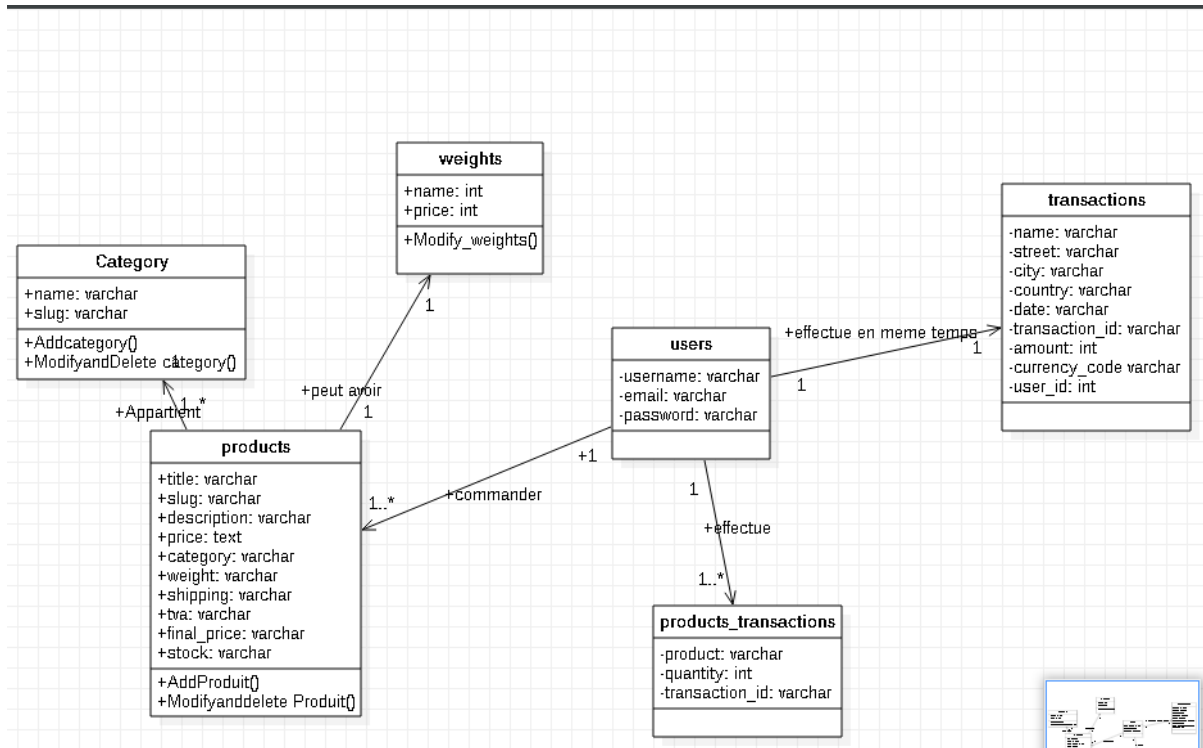 weights
+name: int
+price: int
+Modify_weights()
transactions
-name: varchar
-street: varchar
-city: varchar
-country: varchar
-date: varchar
-transaction_id: varchar
-amount: int
-currency_code varchar
-user_id: int
Category
+name: varchar
+slug: varchar
+Addcategory()
+ModifyandDelete category()
1
1
+peut avoir
1
+Appartient
1..*
users
-username: varchar
-email: varchar
-password: varchar
+effectue en meme temps
1
1
products
+title: varchar
+slug: varchar
+description: varchar
+price: text
+category: varchar
+weight: varchar
+shipping: varchar
+tva: varchar
+final_price: varchar
+stock: varchar
+AddProduit()
+Modifyanddelete Produit()
+1
+commander
1..*
1
+effectue
1..*
products_transactions
-product: varchar
-quantity: int
-transaction_id: varchar